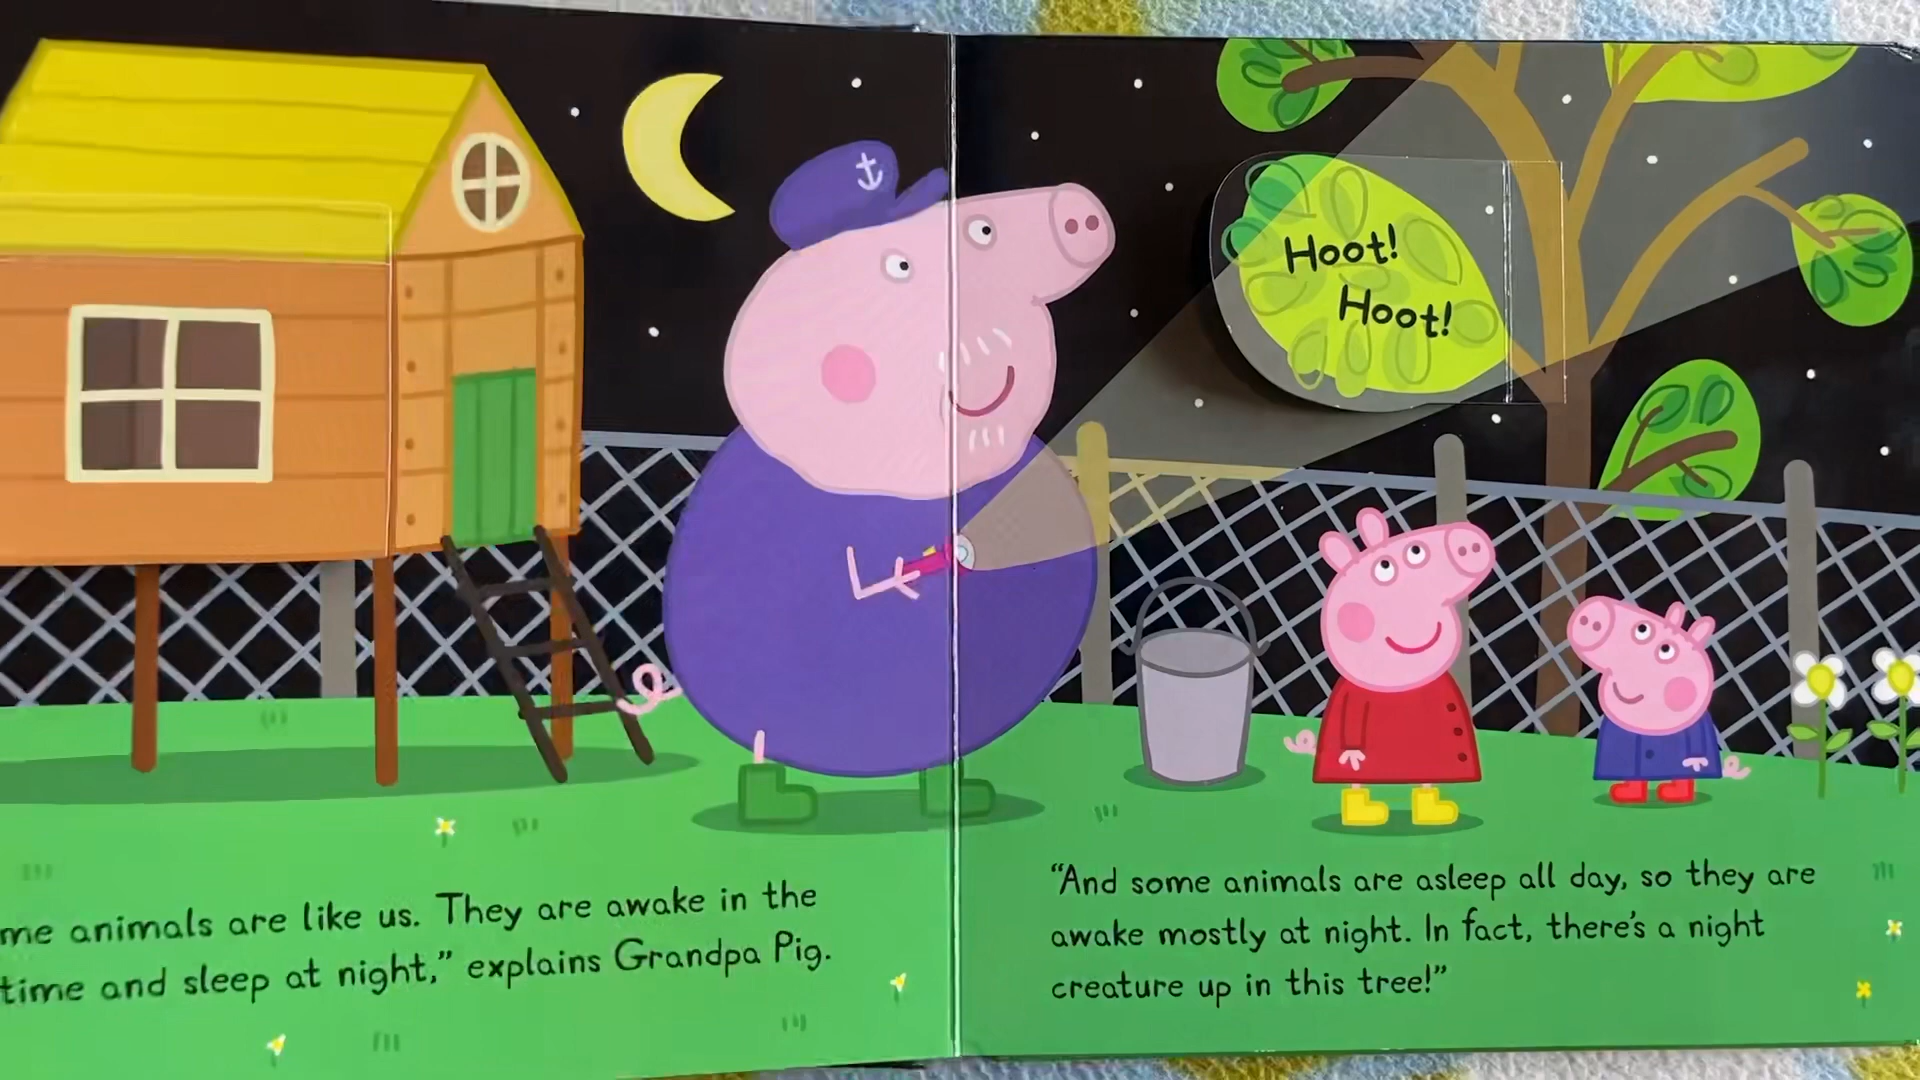 me animals are like us. They are awake in the
time and sleep at night,” explains Grandpa Pig.
Hoot!
Hoot!
“And some animals are asleep all day, so they are
awake mostly at night. In fact, there’s a night
creature up in this tree!”